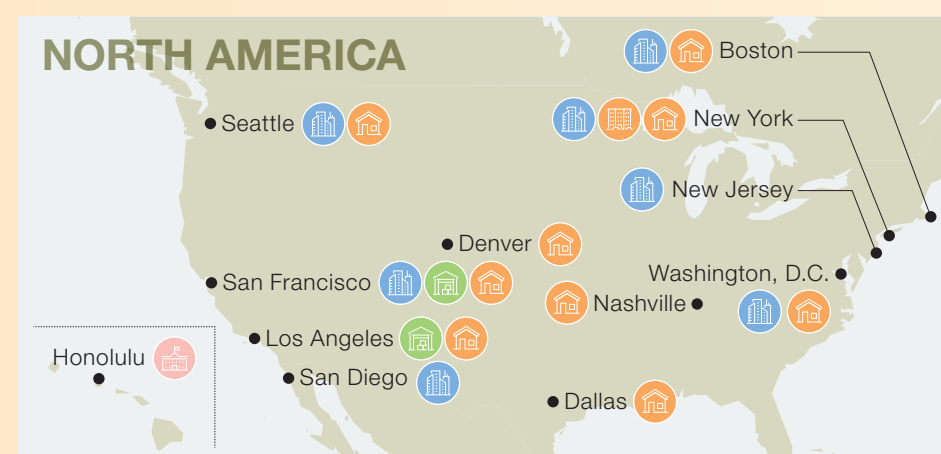 NORTH AMERICA
Boston
Seattle
New York
New Jersey
Denver
San Francisco
Washington, D.C.
Nashville
Los Angeles
Honolulu
San Diego
Dallas